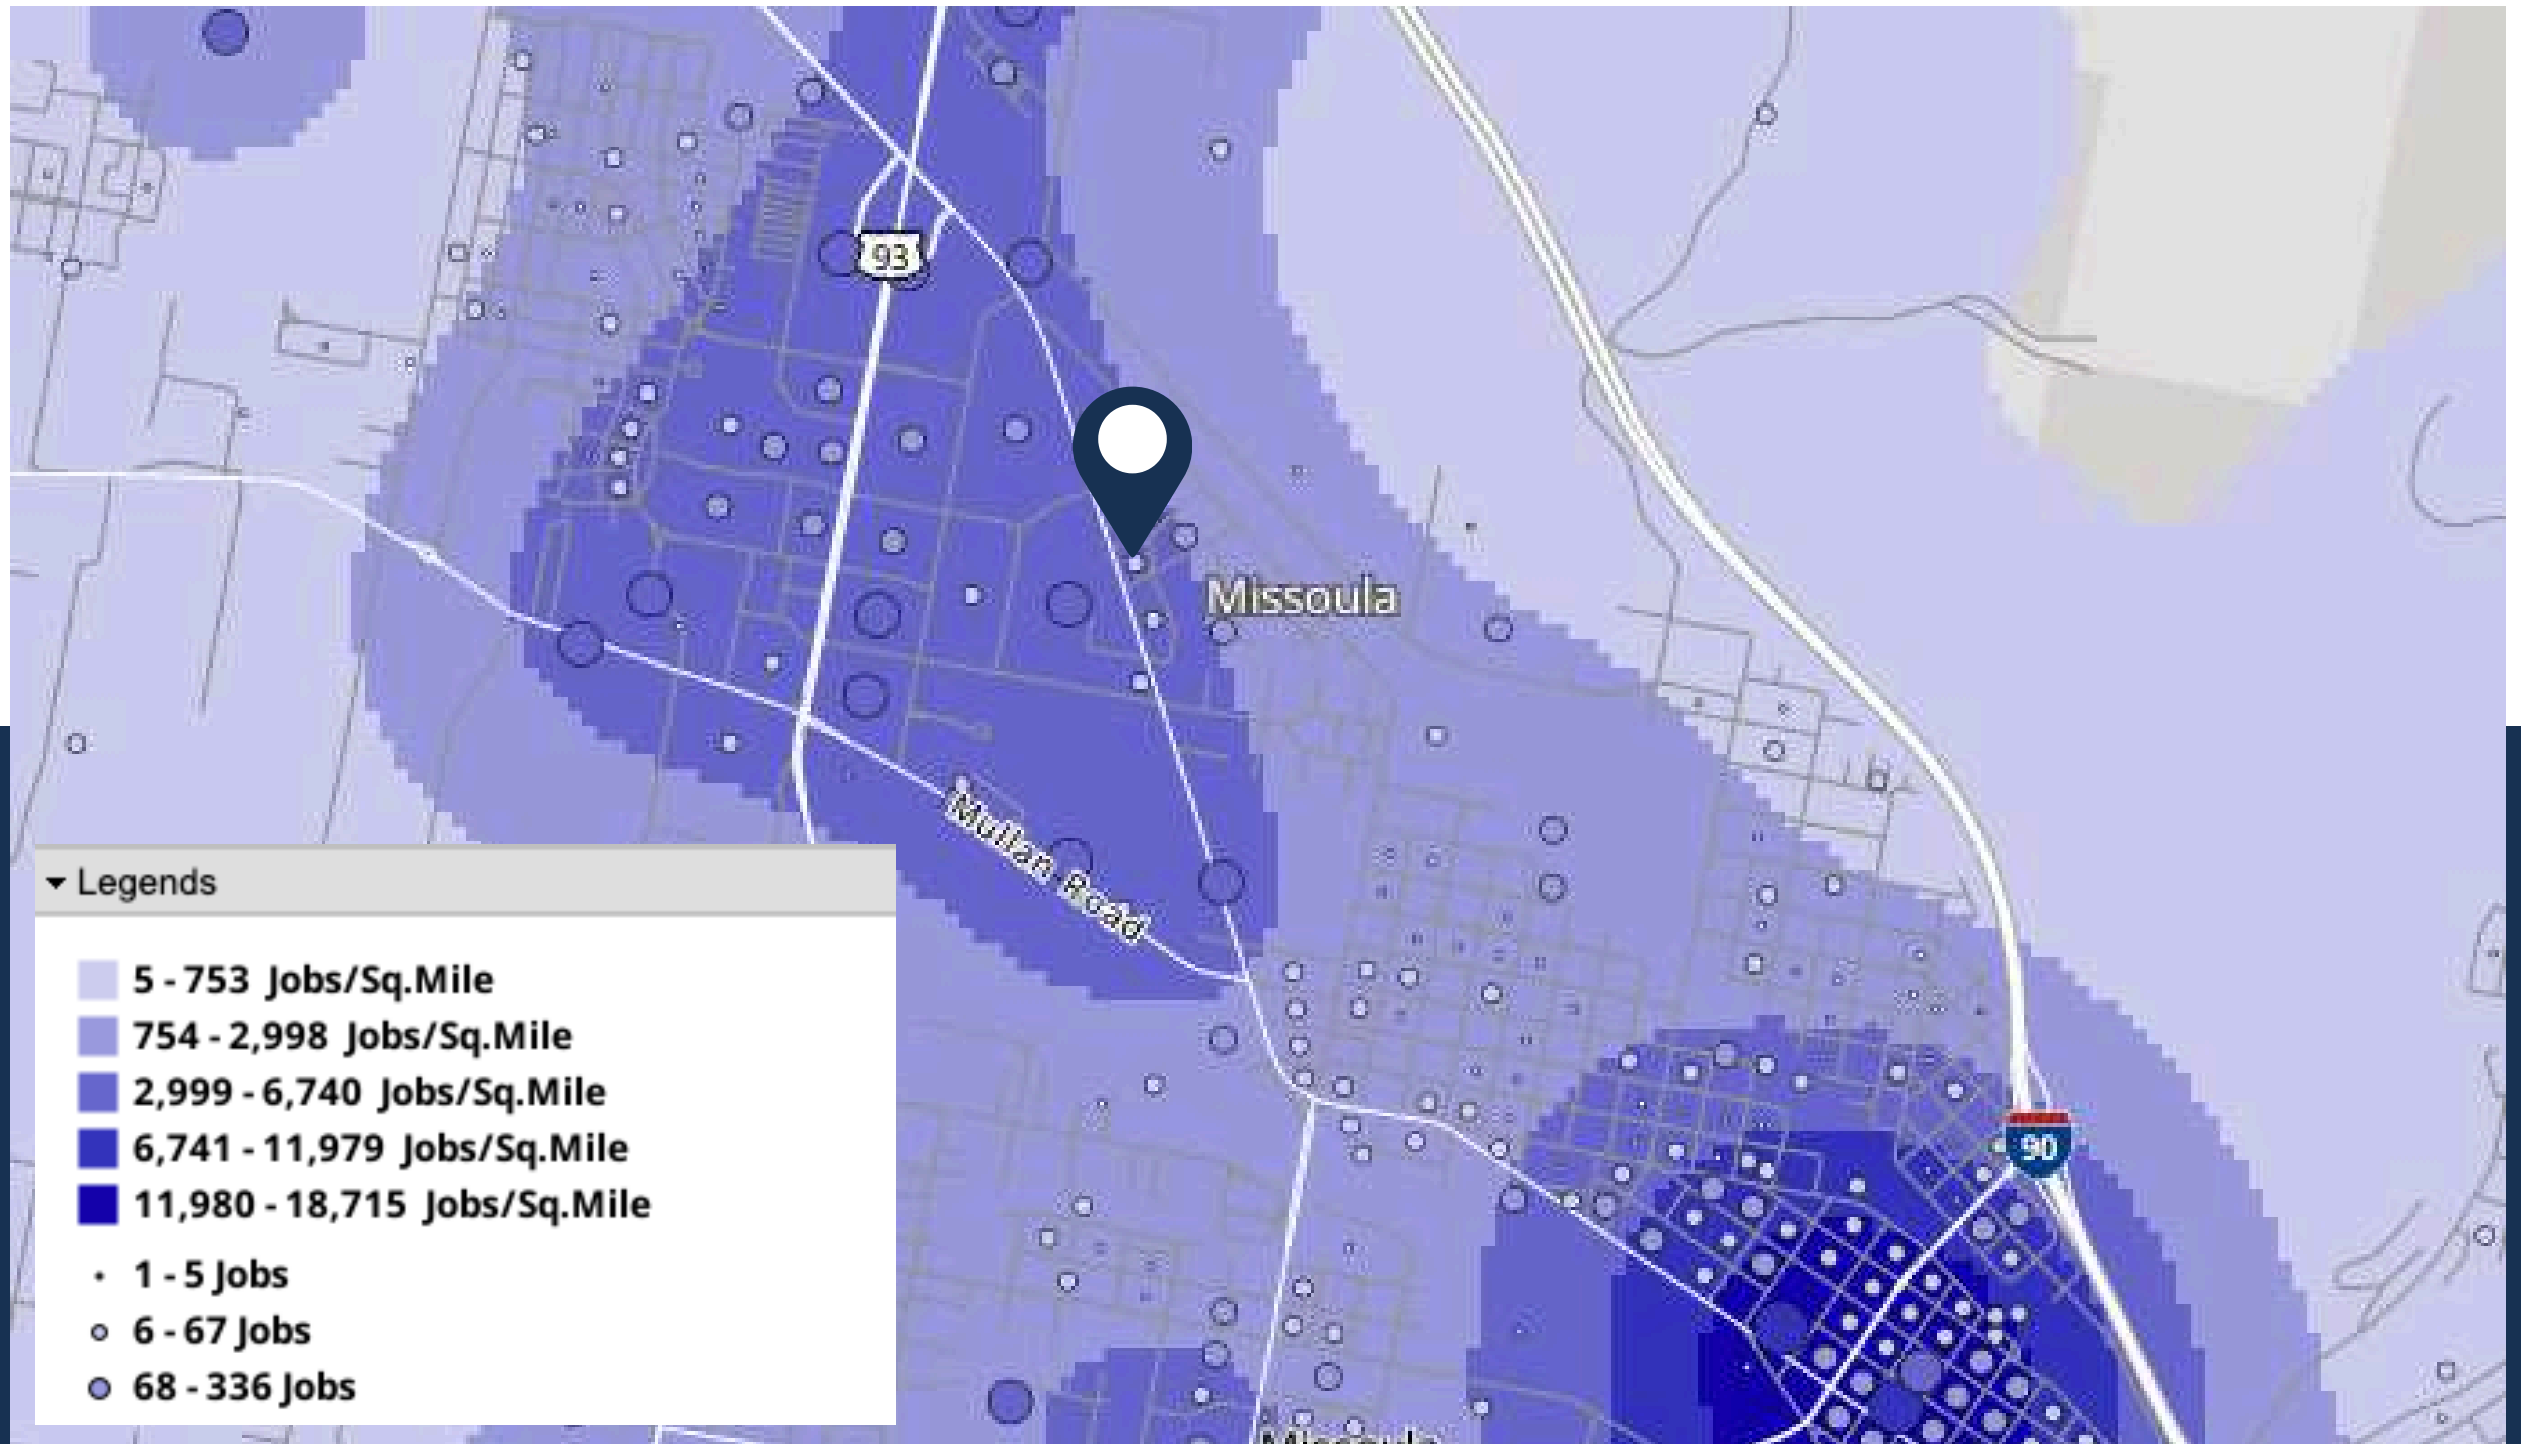 93
Missoula
Mullan Road
Legends
5 - 753 Jobs/Sq.Mile
754 - 2,998 Jobs/Sq.Mile
2,999 - 6,740 Jobs/Sq.Mile
6,741 - 11,979 Jobs/Sq.Mile
11,980 - 18,715 Jobs/Sq.Mile
1 - 5 Jobs
6 - 67 Jobs
68 - 336 Jobs
90
Missoula